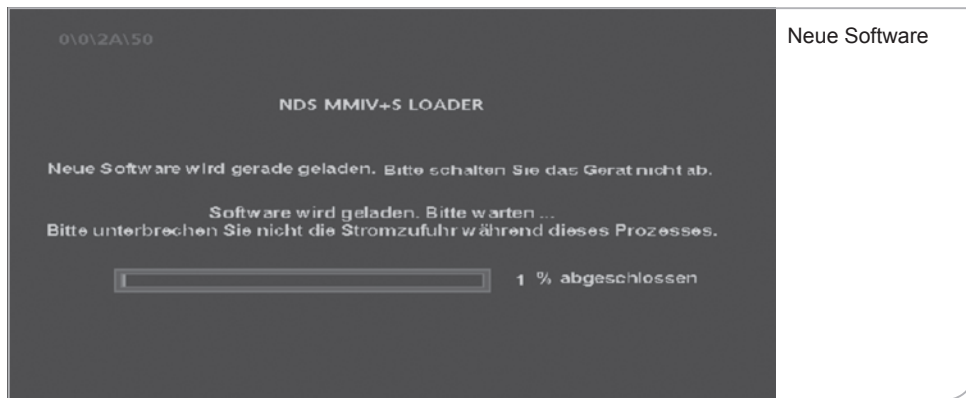 0\0\2A\50
Neue Software
NDS MMIV+S LOADER
Neue Software wird gerade geladen. Bitte schalten Sie das Gerat nicht ab.
Software wird geladen. Bitte warten ...
Bitte unterbrechen Sie nicht die Stromzufuhr während dieses Prozesses.
1 % abgeschlossen